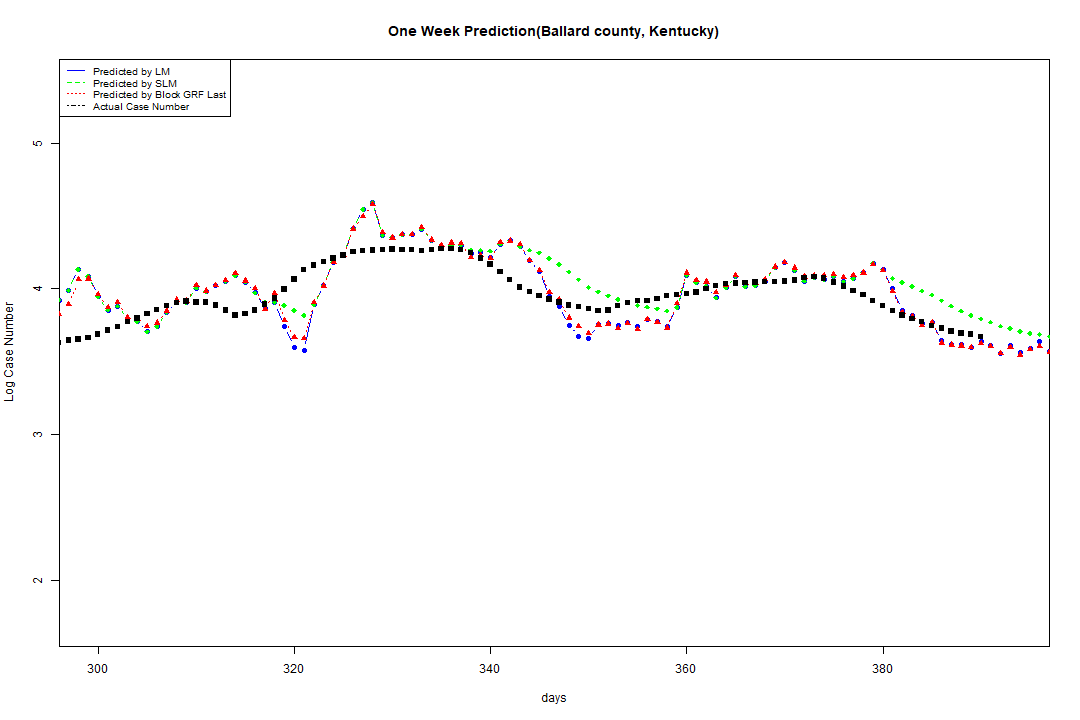 One Week Prediction(Ballard county, Kentucky)
Predicted by LM
Predicted by SLM
Predicted by Block GRF Last
Actual Case Number
5
4
3
2
Log Case Number
300 320 340 360 380
days